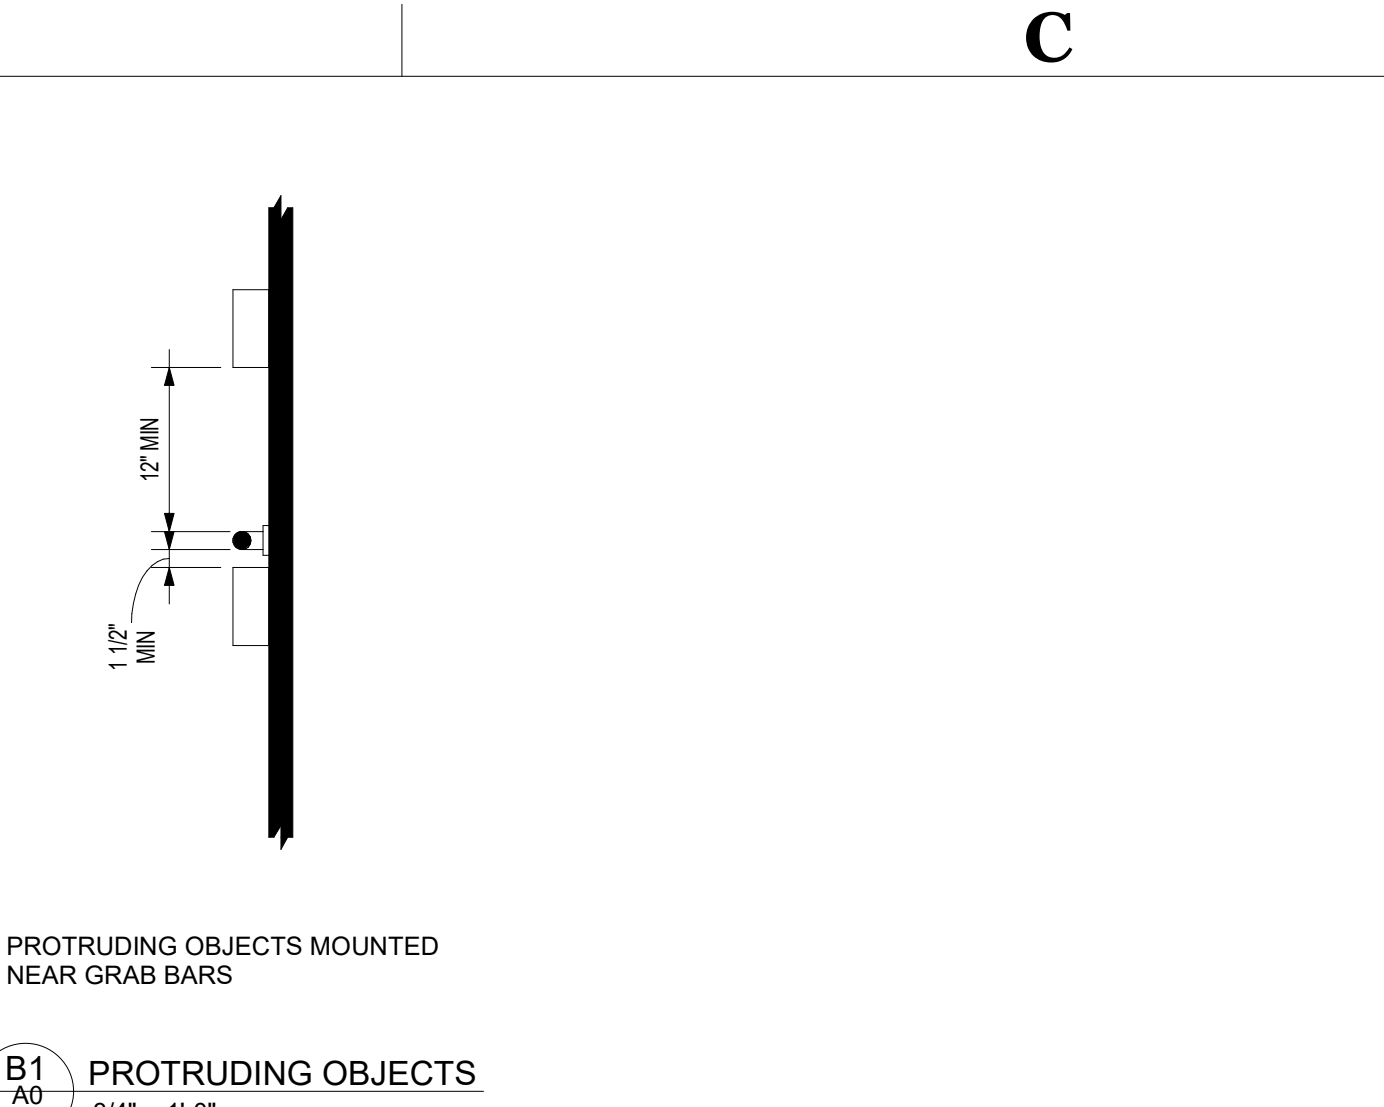 C
12" MIN
1 1/2"
MIN
PROTRUDING OBJECTS MOUNTED
NEAR GRAB BARS
B1
PROTRUDING OBJECTS
A0